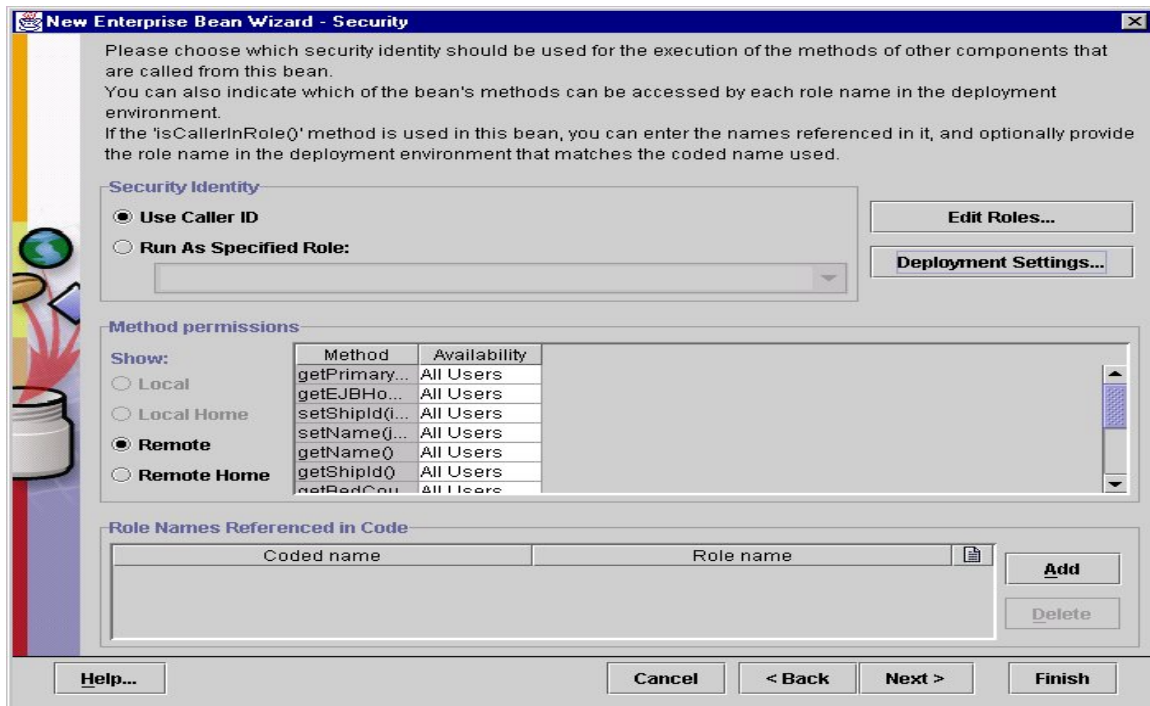 New Enterprise Bean Wizard - Security
Please choose which security identity should be used for the execution of the methods of other components that
are called from this bean.
You can also indicate which of the bean's methods can be accessed by each role name in the deployment
environment.
If the 'isCallerInRole()' method is used in this bean, you can enter the names referenced in it, and optionally provide
the role name in the deployment environment that matches the coded name used.
Security Identity
Use Caller ID
Run As Specified Role:
Edit Roles...
Deployment Settings...
Method permissions
Show:
Local
Local Home
Remote
Remote Home
Method Availability
getPrimary... All Users
getEJBHo... All Users
setShipId(i... All Users
setName(j... All Users
getName() All Users
getShipId() All Users
getBedCou All Users
Role Names Referenced in Code
Coded name Role name
Add
Delete
Help... Cancel < Back Next > Finish